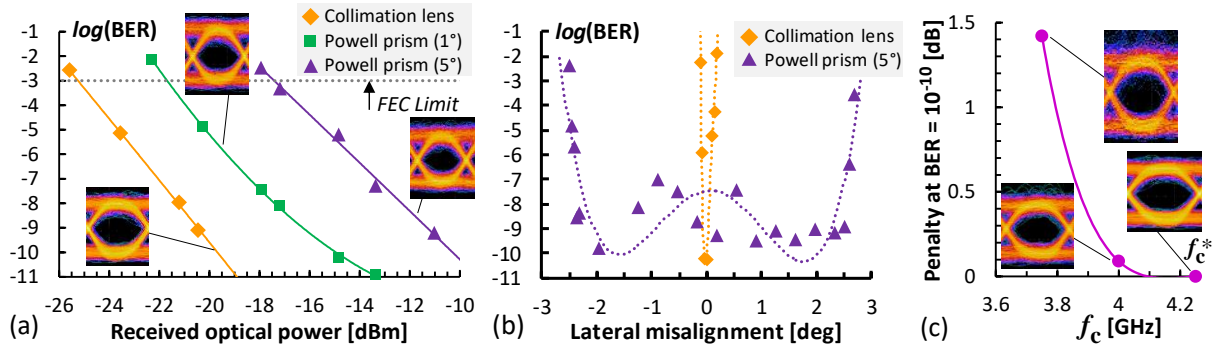 log(BER)
Collimation lens
Powell prism (1°)
Powell prism (5°)
FEC Limit
-1
-2
-3
-4
-5
-6
-7
-8
-9
-10
-11
-26 -24 -22 -20 -18 -16 -14 -12 -10
(a) Received optical power [dBm]
log(BER)
Collimation lens
Powell prism (5°)
-1
-2
-3
-4
-5
-6
-7
-8
-9
-10
-11
-3 -2 -1 0 1 2 3
(b) Lateral misalignment [deg]
Penalty at BER = 10-10 [dB]
1.5
1
0.5
0
fc*
3.6 3.8 4 4.2
(c) fc [GHz]